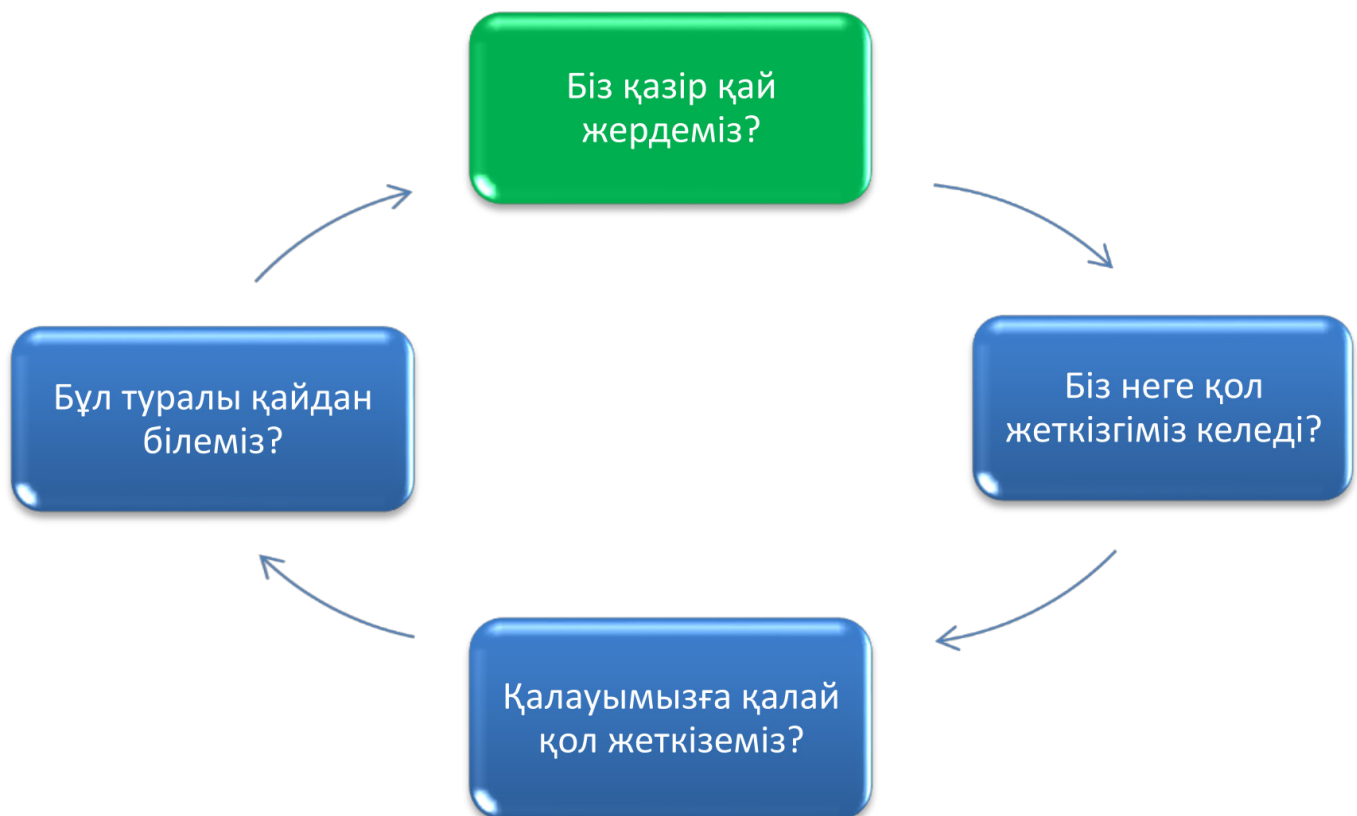 Біз қазір қай
жердеміз?
Біз неге қол
жеткізгіміз келеді?
Қалауымызға қалай
қол жеткіземіз?
Бұл туралы қайдан
білеміз?